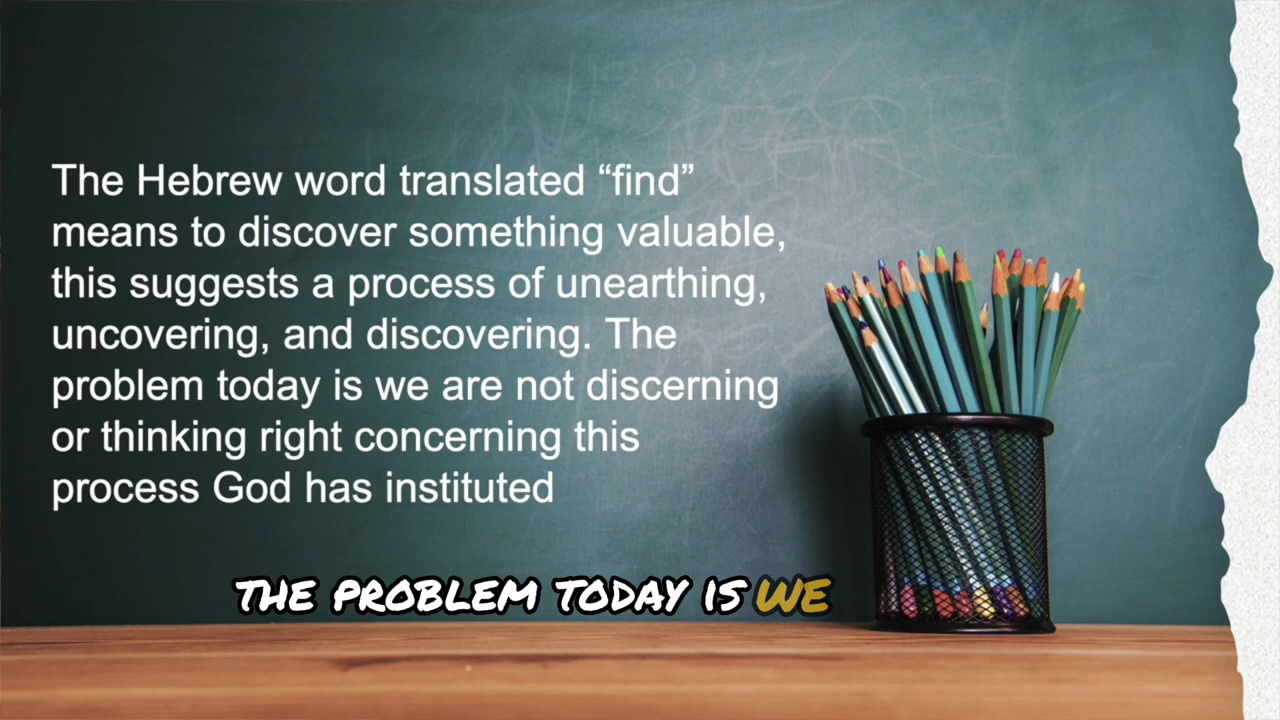 The Hebrew word translated “find”
means to discover something valuable,
this suggests a process of unearthing,
uncovering, and discovering. The
problem today is we are not discerning
or thinking right concerning this
process God has instituted
THE PROBLEM TODAY IS WE